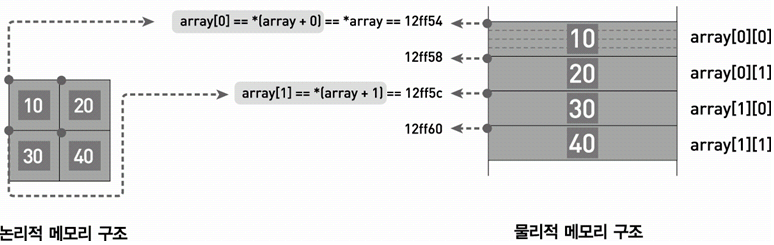 array[0] == *(array + 0) == *array == 12ff54
12ff58
array[1] == *(array + 1) == 12ff5c
12ff60
10 20
30 40
10 array[0][0]
20 array[0][1]
30 array[1][0]
40 array[1][1]
논리적 메모리 구조
물리적 메모리 구조